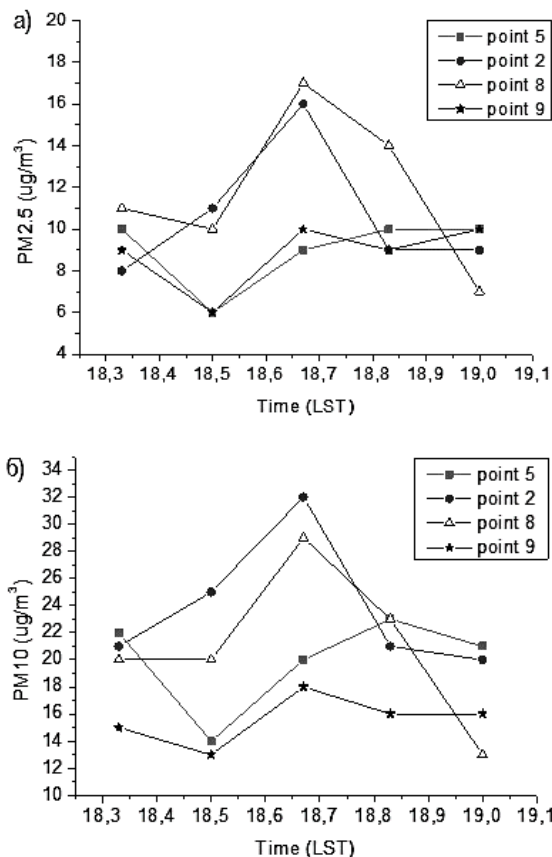 a)
20
18
16
14
12
10
8
6
4
PM2.5 (ug/m³)
point 5
point 2
point 8
point 9
18,3 18,4 18,5 18,6 18,7 18,8 18,9 19,0 19,1
Time (LST)
б)
34
32
30
28
26
24
22
20
18
16
14
12
10
PM10 (ug/m³)
point 5
point 2
point 8
point 9
18,3 18,4 18,5 18,6 18,7 18,8 18,9 19,0 19,1
Time (LST)